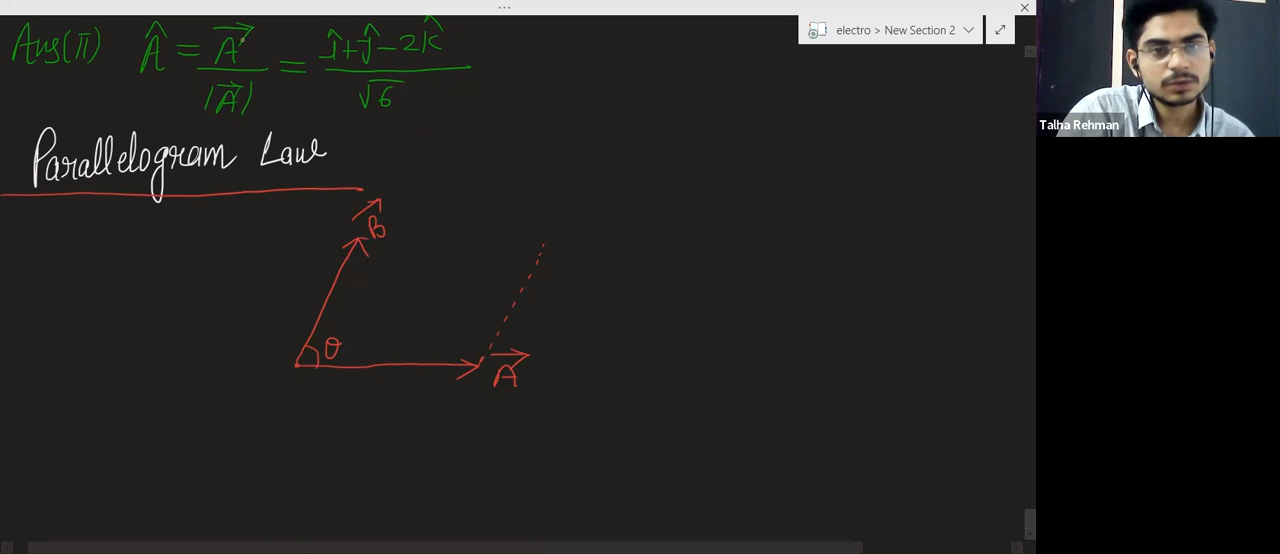 electro > New Section 2
Ans(ii) Â = A⃗ / |A⃗| = î + ĵ - 2k̂ / √6
Talha Rehman
Parallelogram Law
B⃗
θ
A⃗